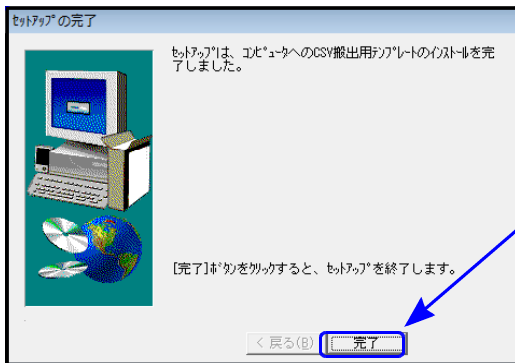 ｾｯﾄｱｯﾌﾟの完了
ｾｯﾄｱｯﾌﾟは、ｺﾝﾋﾟｭｰﾀへのCSV搬出用ﾃﾝﾌﾟﾚｰﾄのｲﾝｽﾄｰﾙを完
了しました。
[完了]ﾎﾞﾀﾝをｸﾘｯｸすると、ｾｯﾄｱｯﾌﾟを終了します。
< 戻る(B)
完了